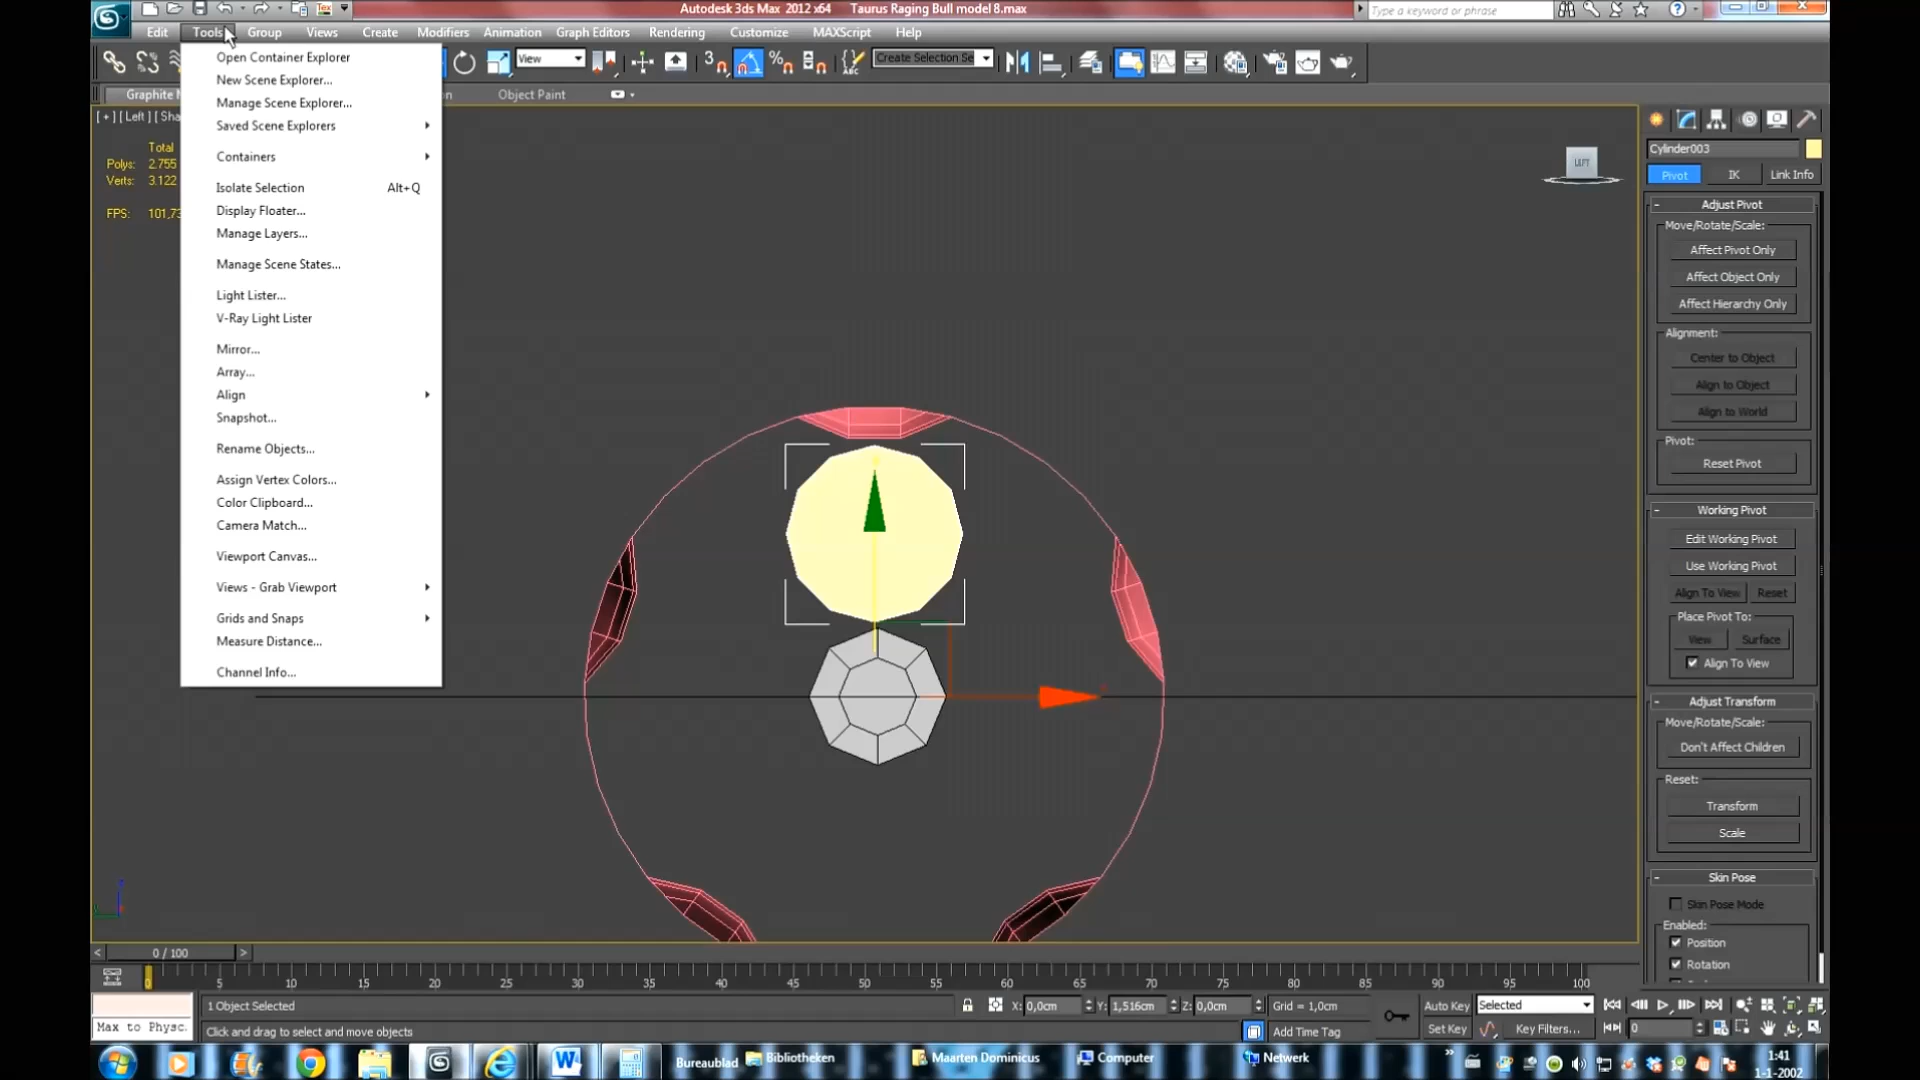 Autodesk 3ds Max 2012 x64    Taurus Raging Bull model 8.max
Type a keyword or phrase
Edit Tools Group Views Create Modifiers Animation Graph Editors Rendering Customize MAXScript Help
View
Create Selection Se
Object Paint
[ + ] [ Left ] [ Sha
Total
Polys: 2.755
Verts: 3.122
FPS: 101,73
Open Container Explorer
New Scene Explorer...
Manage Scene Explorer...
Saved Scene Explorers
Containers
Isolate Selection Alt+Q
Display Floater...
Manage Layers...
Manage Scene States...
Light Lister...
V-Ray Light Lister
Mirror...
Array...
Align
Snapshot...
Rename Objects...
Assign Vertex Colors...
Color Clipboard...
Camera Match...
Viewport Canvas...
Views - Grab Viewport
Grids and Snaps
Measure Distance...
Channel Info...
LEFT
Cylinder003
Pivot IK Link Info
Adjust Pivot
Move/Rotate/Scale:
Affect Pivot Only
Affect Object Only
Affect Hierarchy Only
Alignment:
Center to Object
Align to Object
Align to World
Pivot:
Reset Pivot
Working Pivot
Edit Working Pivot
Use Working Pivot
Align To View Reset
Place Pivot To:
View Surface
Align To View
Adjust Transform
Move/Rotate/Scale:
Don't Affect Children
Reset:
Transform
Scale
Skin Pose
Skin Pose Mode
Enabled:
Position
Rotation
0 / 100
0 5 10 15 20 25 30 35 40 45 50 55 60 65 70 75 80 85 90 95 100
1 Object Selected
X: 0,0cm Y: 1,516cm Z: 0,0cm Grid = 1,0cm
Auto Key Selected
Max to Physc.
Click and drag to select and move objects
Add Time Tag
Set Key Key Filters... 0
Bureaublad Bibliotheken Maarten Dominicus Computer Netwerk
1:41
1-1-2002